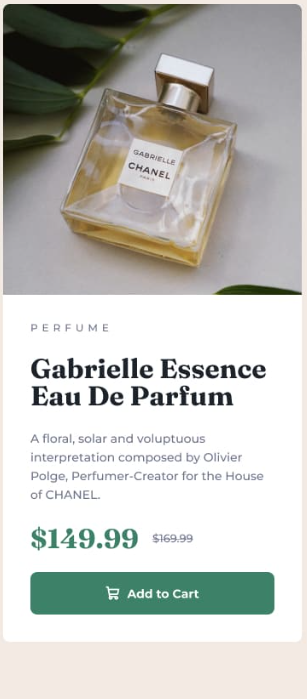 GABRIELLE
CHANEL
PARIS
PERFUME
Gabrielle Essence
Eau De Parfum
A floral, solar and voluptuous
interpretation composed by Olivier
Polge, Perfumer-Creator for the House
of CHANEL.
$149.99 $169.99
Add to Cart